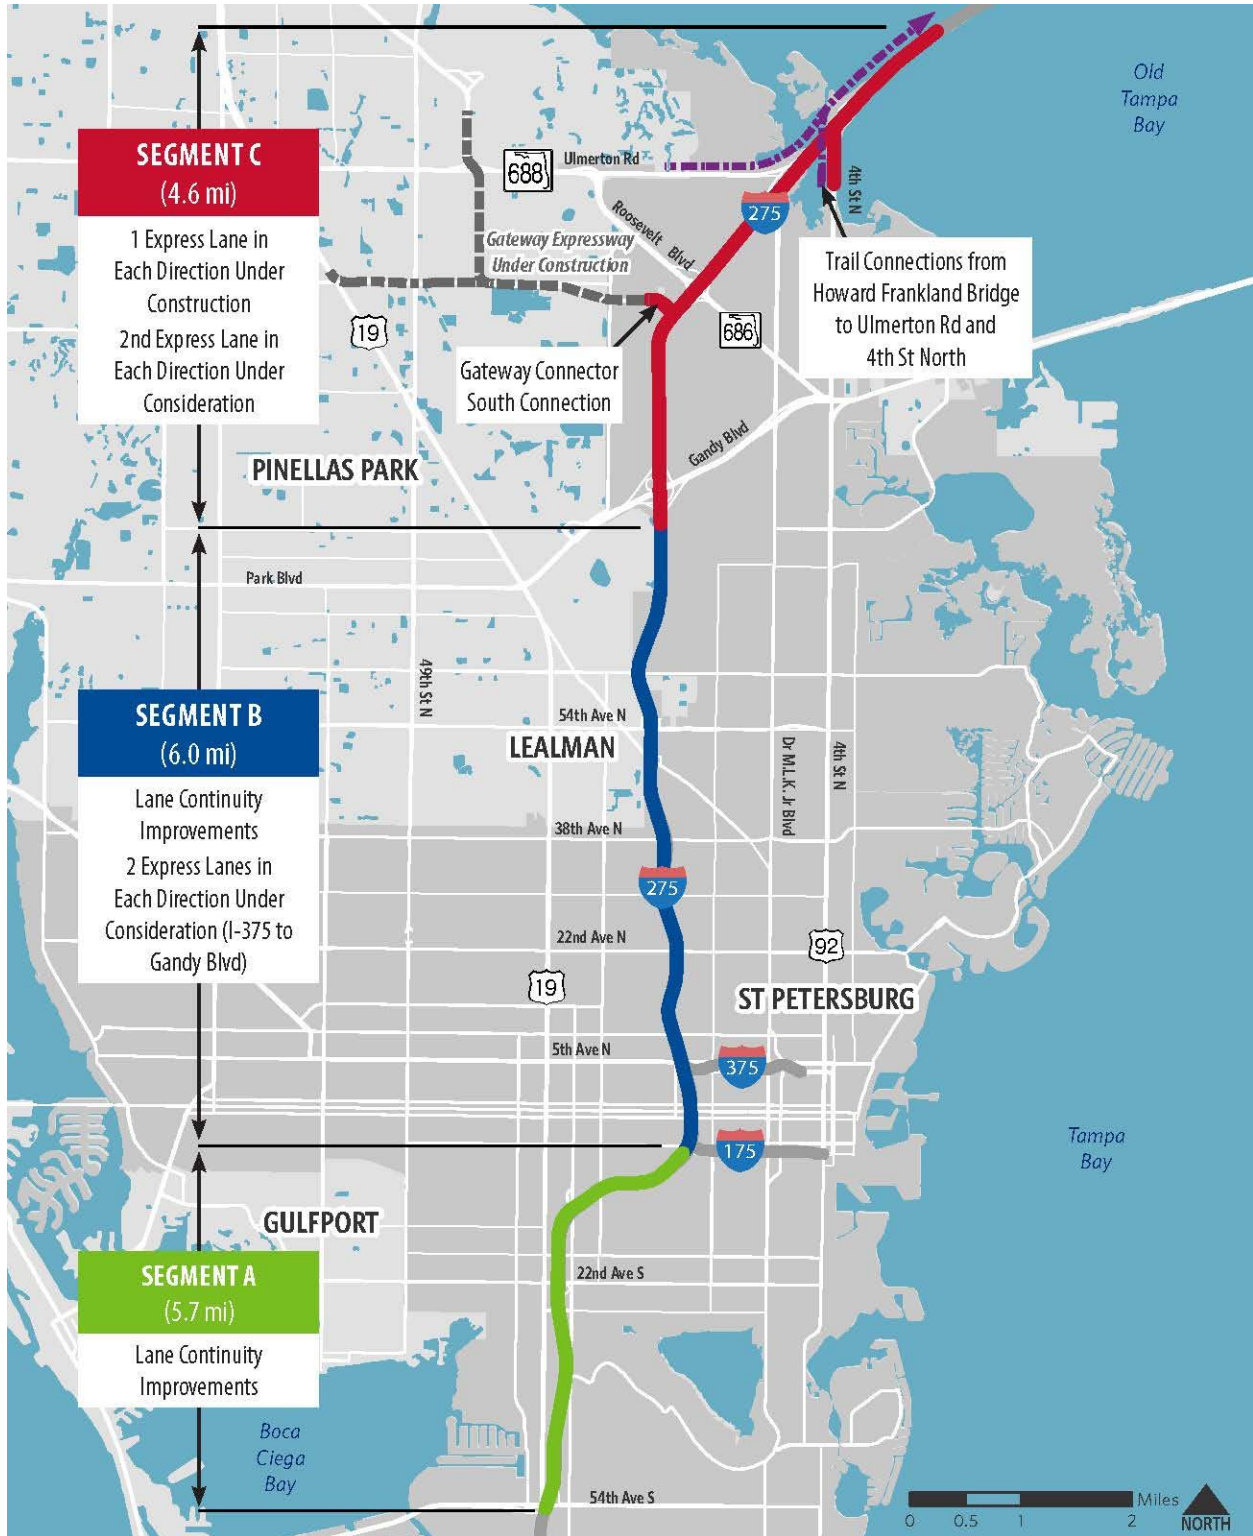 Old
Tampa
Bay
SEGMENT C
(4.6 mi)
1 Express Lane in
Each Direction Under
Construction
2nd Express Lane in
Each Direction Under
Consideration
Ulmerton Rd
688
4th St N
275
Roosevelt Blvd
Gateway Expressway
Under Construction
Trail Connections from
Howard Frankland Bridge
to Ulmerton Rd and
4th St North
19
686
Gateway Connector
South Connection
Gandy Blvd
PINELLAS PARK
Park Blvd
49th St N
SEGMENT B
(6.0 mi)
Lane Continuity
Improvements
2 Express Lanes in
Each Direction Under
Consideration (I-375 to
Gandy Blvd)
54th Ave N
LEALMAN
Dr M.L.K. Jr Blvd
4th St N
38th Ave N
275
22nd Ave N
92
19
ST PETERSBURG
5th Ave N
375
175
Tampa
Bay
GULFPORT
SEGMENT A
(5.7 mi)
Lane Continuity
Improvements
22nd Ave S
Boca
Ciega
Bay
54th Ave S
Miles
0 0.5 1 2
NORTH